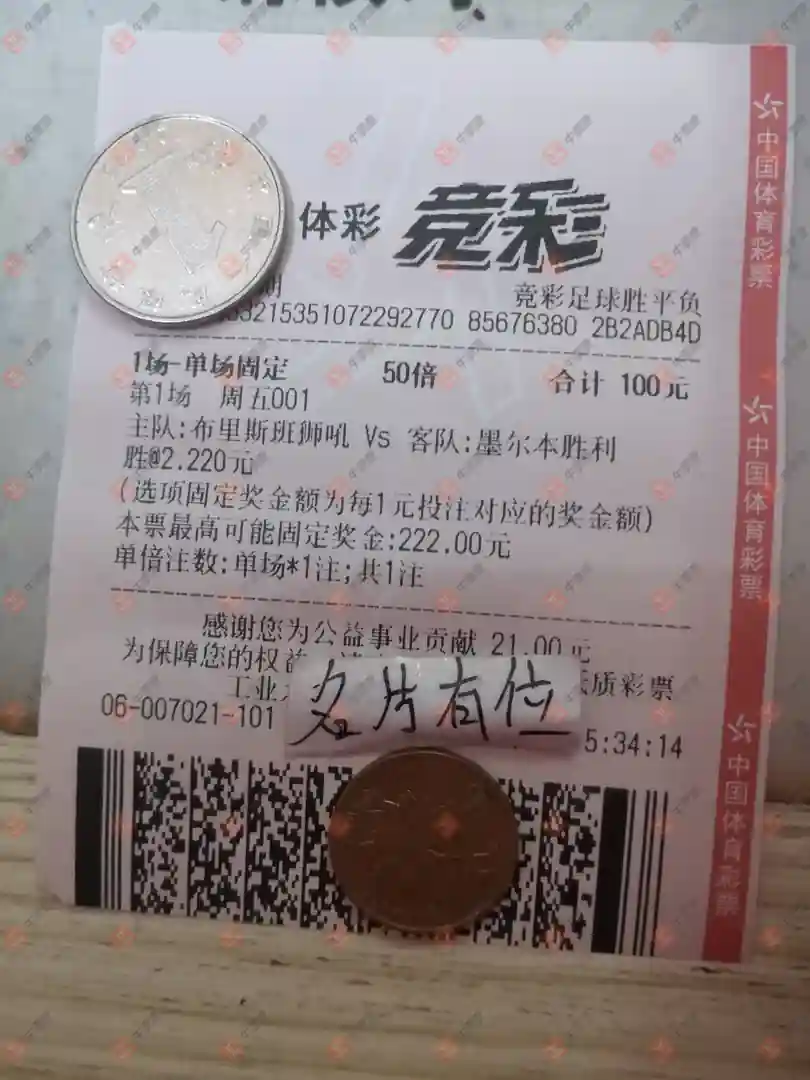 体彩 竞彩
竞彩足球胜平负
215351072292770 85676380 2B2ADB4D
1场-单场固定 50倍 合计 100元
第1场 周五001
主队:布里斯班狮吼 Vs 客队:墨尔本胜利
胜@2.220元
(选项固定奖金额为每1元投注对应的奖金额)
本票最高可能固定奖金:222.00元
单倍注数:单场*1注;共1注
感谢您为公益事业贡献 21.00元
为保障您的权益
工业 质彩票
名片有位
06-007021-101 5:34:14
中国体育彩票
中国体育彩票
中国体育彩票